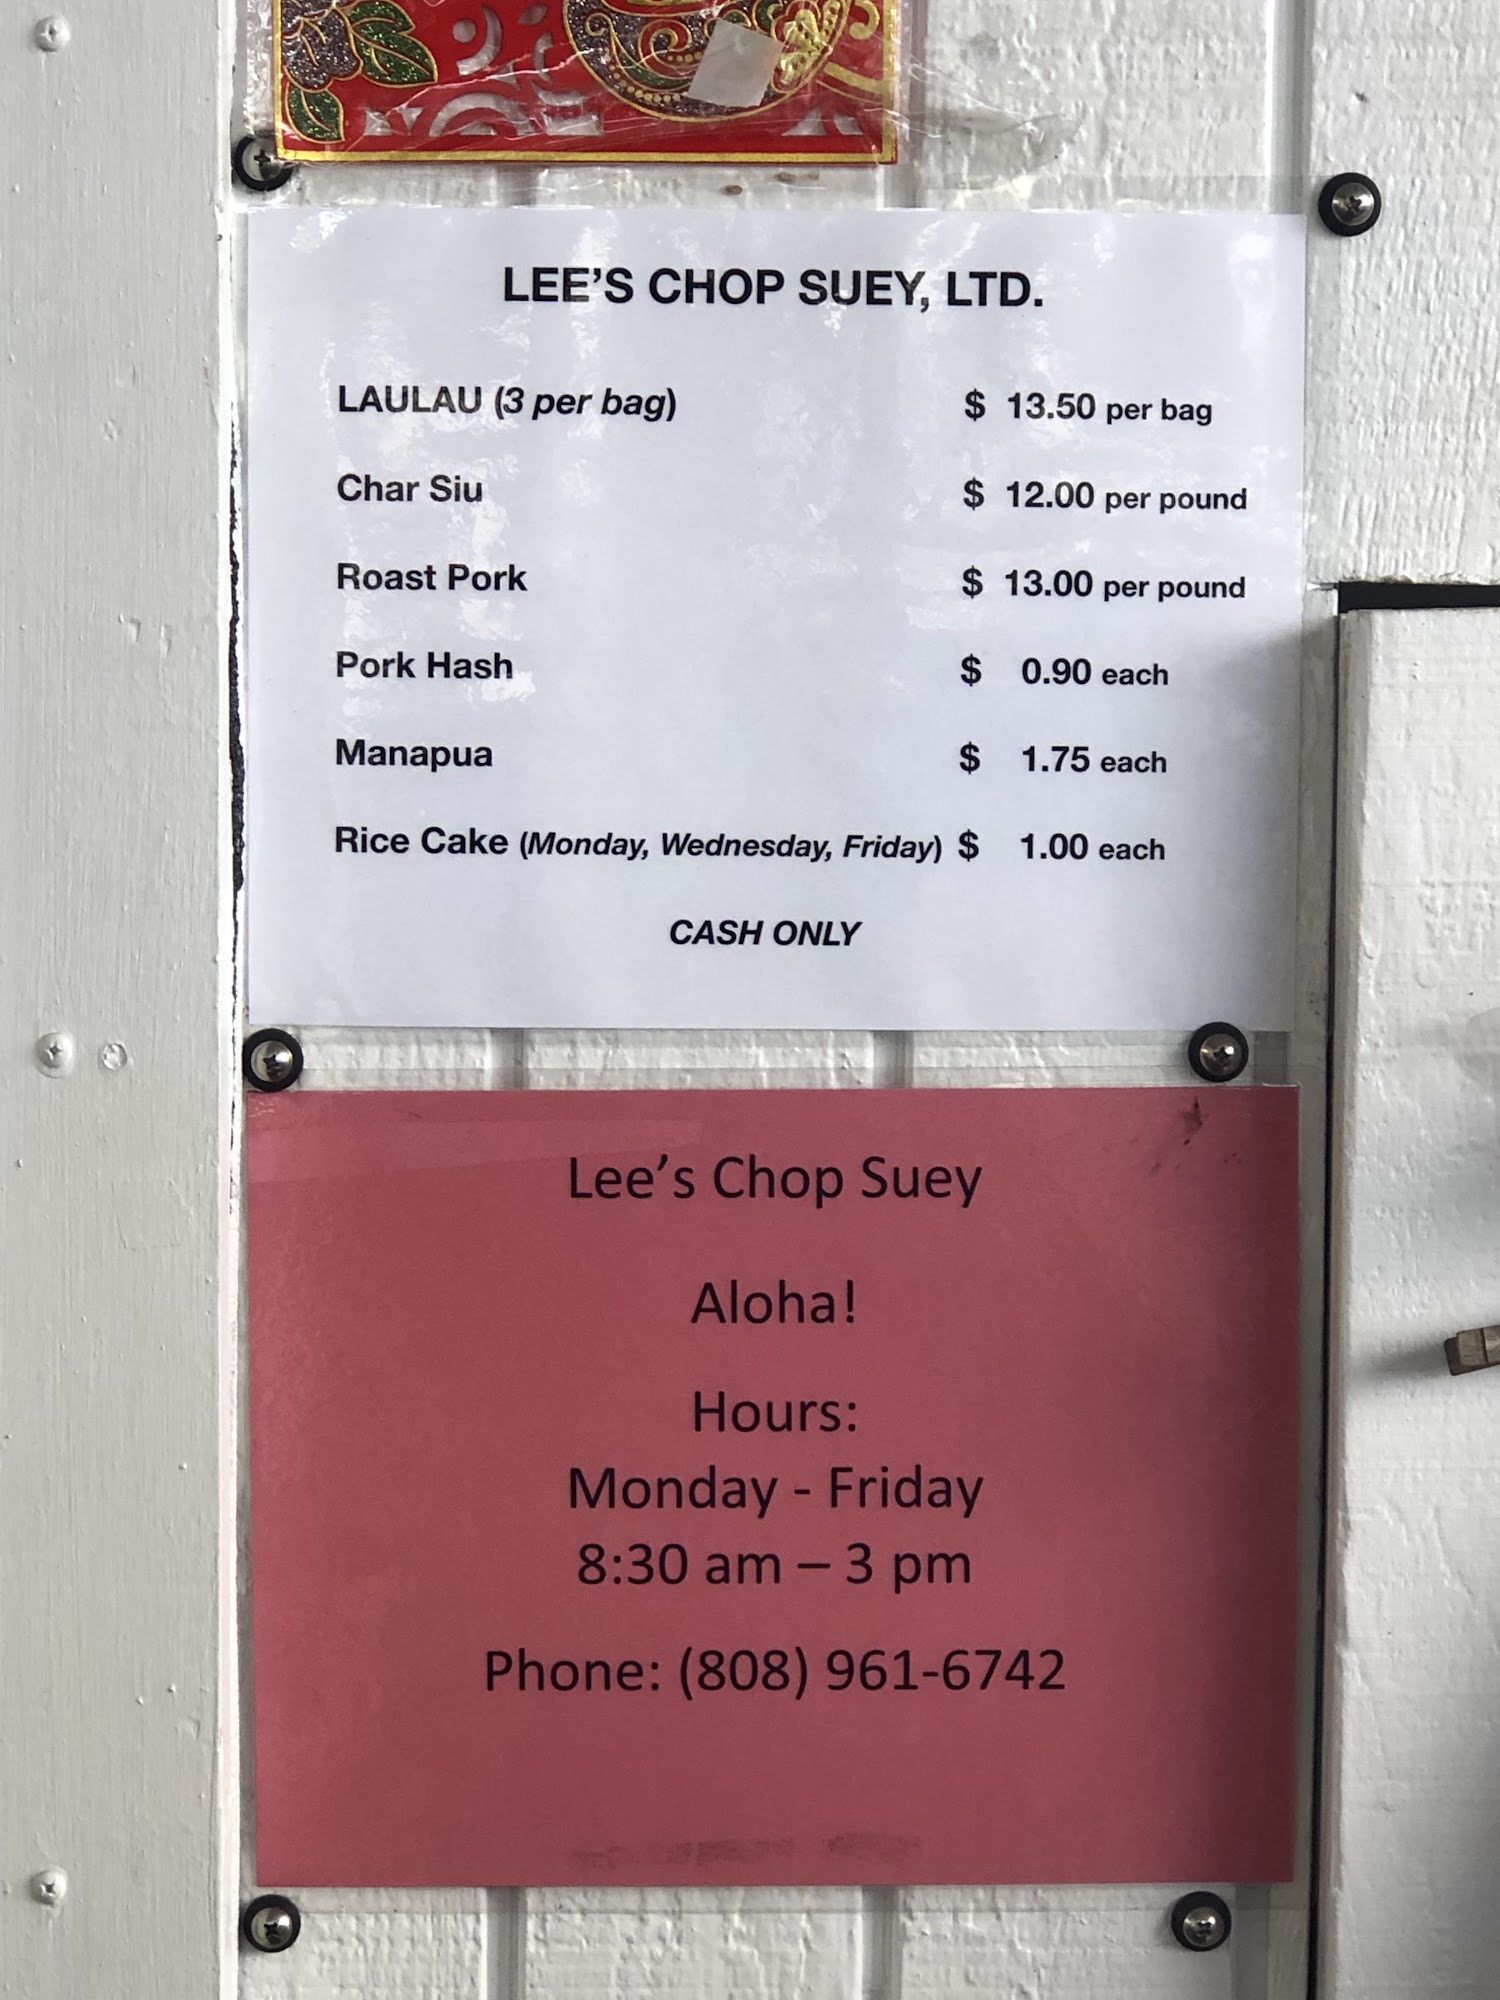 LEE'S CHOP SUEY, LTD.
LAULAU (3 per bag) $ 13.50 per bag
Char Siu $ 12.00 per pound
Roast Pork $ 13.00 per pound
Pork Hash $ 0.90 each
Manapua $ 1.75 each
Rice Cake (Monday, Wednesday, Friday) $ 1.00 each
CASH ONLY
Lee's Chop Suey
Aloha!
Hours:
Monday - Friday
8:30 am – 3 pm
Phone: (808) 961-6742